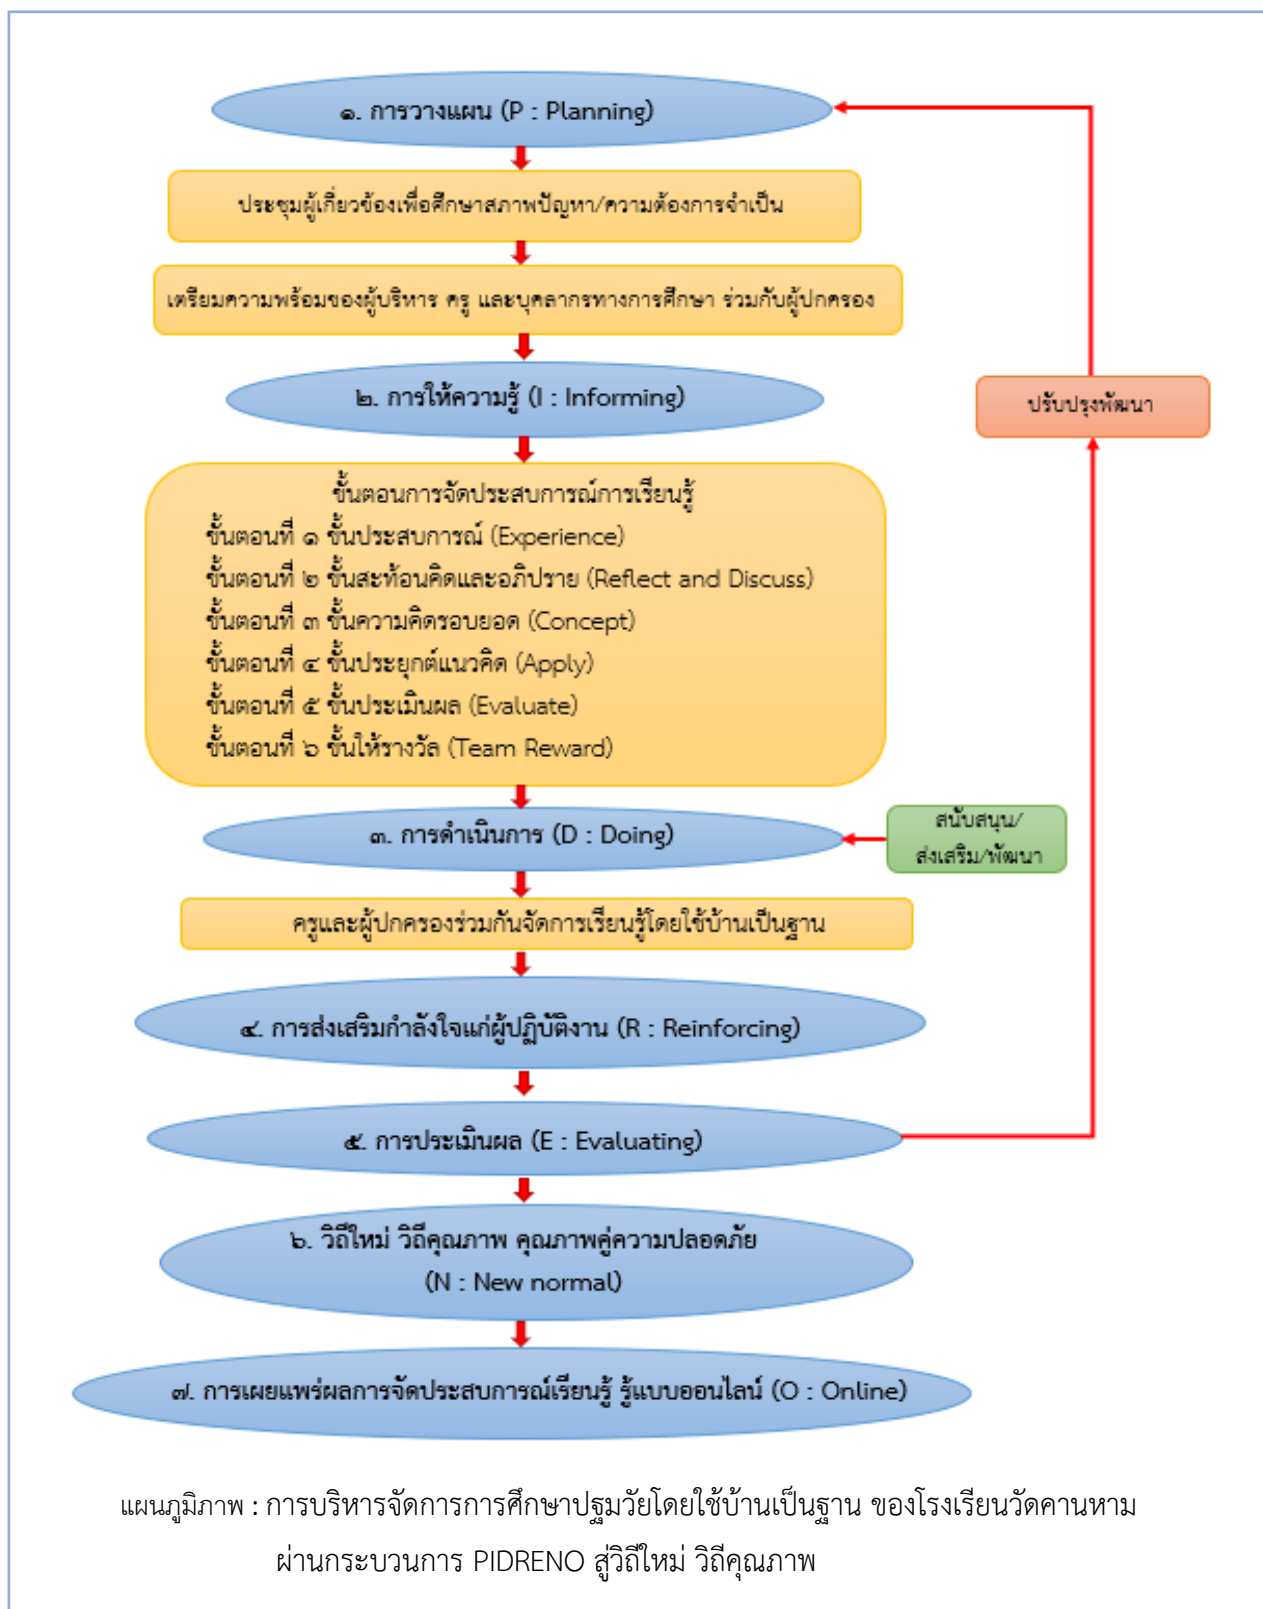 ๑. การวางแผน (P : Planning)
ประชุมผู้เกี่ยวข้องเพื่อศึกษาสภาพปัญหา/ความต้องการจำเป็น
เตรียมความพร้อมของผู้บริหาร ครู และบุคลากรทางการศึกษา ร่วมกับผู้ปกครอง
๒. การให้ความรู้ (I : Informing)
ปรับปรุงพัฒนา
ขั้นตอนการจัดประสบการณ์การเรียนรู้
ขั้นตอนที่ ๑ ขั้นประสบการณ์ (Experience)
ขั้นตอนที่ ๒ ขั้นสะท้อนคิดและอภิปราย (Reflect and Discuss)
ขั้นตอนที่ ๓ ขั้นความคิดรอบยอด (Concept)
ขั้นตอนที่ ๔ ขั้นประยุกต์แนวคิด (Apply)
ขั้นตอนที่ ๕ ขั้นประเมินผล (Evaluate)
ขั้นตอนที่ ๖ ขั้นให้รางวัล (Team Reward)
๓. การดำเนินการ (D : Doing)
สนับสนุน/
ส่งเสริม/พัฒนา
ครูและผู้ปกครองร่วมกันจัดการเรียนรู้โดยใช้บ้านเป็นฐาน
๔. การส่งเสริมกำลังใจแก่ผู้ปฏิบัติงาน (R : Reinforcing)
๕. การประเมินผล (E : Evaluating)
๖. วิถีใหม่ วิถีคุณภาพ คุณภาพคู่ความปลอดภัย
(N : New normal)
๗. การเผยแพร่ผลการจัดประสบการณ์เรียนรู้ รู้แบบออนไลน์ (O : Online)
แผนภูมิภาพ : การบริหารจัดการการศึกษาปฐมวัยโดยใช้บ้านเป็นฐาน ของโรงเรียนวัดคานหาม
ผ่านกระบวนการ PIDRENO สู่วิถีใหม่ วิถีคุณภาพ